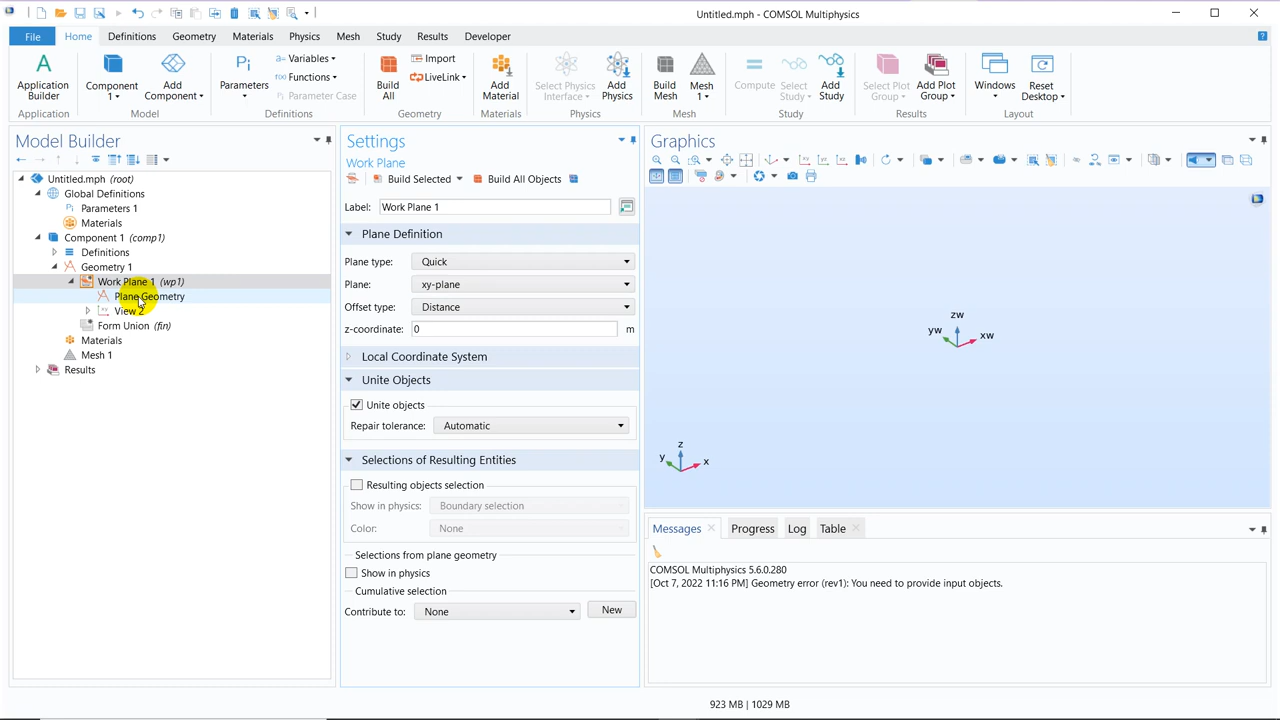 Untitled.mph - COMSOL Multiphysics
File Home Definitions Geometry Materials Physics Mesh Study Results Developer
Application Builder
Application
Component 1
Add Component
Model
Pi
Parameters
a= Variables
f(x) Functions
Parameter Case
Definitions
Build All
Import
LiveLink
Geometry
Add Material
Materials
Select Physics Interface
Add Physics
Physics
Build Mesh
Mesh 1
Mesh
Compute
Select Study
Add Study
Study
Select Plot Group
Add Plot Group
Results
Windows
Reset Desktop
Layout
Model Builder
Untitled.mph (root)
Global Definitions
Pi Parameters 1
Materials
Component 1 (comp1)
Definitions
Geometry 1
Work Plane 1 (wp1)
Plane Geometry
View 2
Form Union (fin)
Materials
Mesh 1
Results
Settings
Work Plane
Build Selected Build All Objects
Label: Work Plane 1
Plane Definition
Plane type: Quick
Plane: xy-plane
Offset type: Distance
z-coordinate: 0 m
Local Coordinate System
Unite Objects
Unite objects
Repair tolerance: Automatic
Selections of Resulting Entities
Resulting objects selection
Show in physics: Boundary selection
Color: None
Selections from plane geometry
Show in physics
Cumulative selection
Contribute to: None New
Graphics
zw
yw xw
z
y x
Messages Progress Log Table
COMSOL Multiphysics 5.6.0.280
[Oct 7, 2022 11:16 PM] Geometry error (rev1): You need to provide input objects.
923 MB | 1029 MB